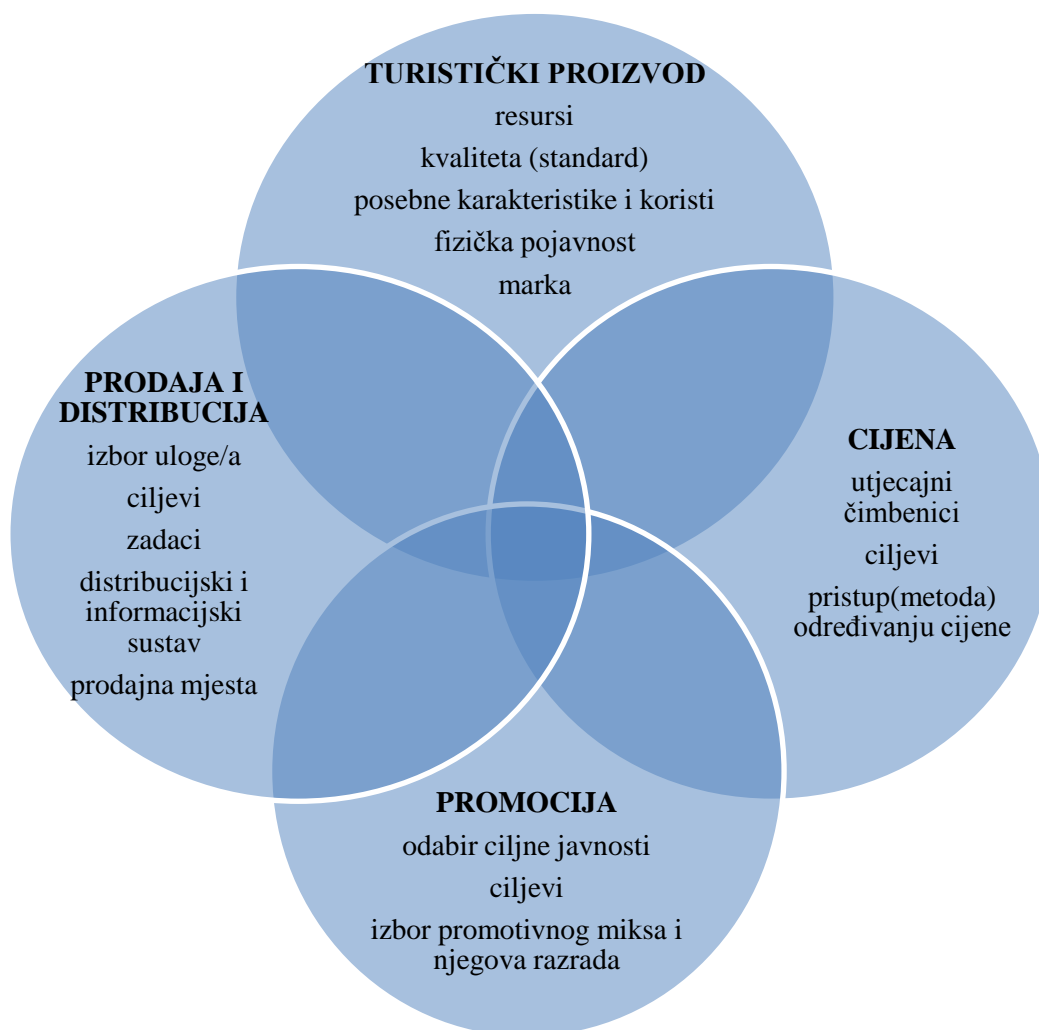 TURISTIČKI PROIZVOD
resursi
kvaliteta (standard)
posebne karakteristike i koristi
fizička pojavnost
marka
PRODAJA I
DISTRIBUCIJA
izbor uloge/a
ciljevi
zadaci
distribucijski i
informacijski
sustav
prodajna mjesta
CIJENA
utjecajni
čimbenici
ciljevi
pristup(metoda)
određivanju cijene
PROMOCIJA
odabir ciljne javnosti
ciljevi
izbor promotivnog miksa i
njegova razrada